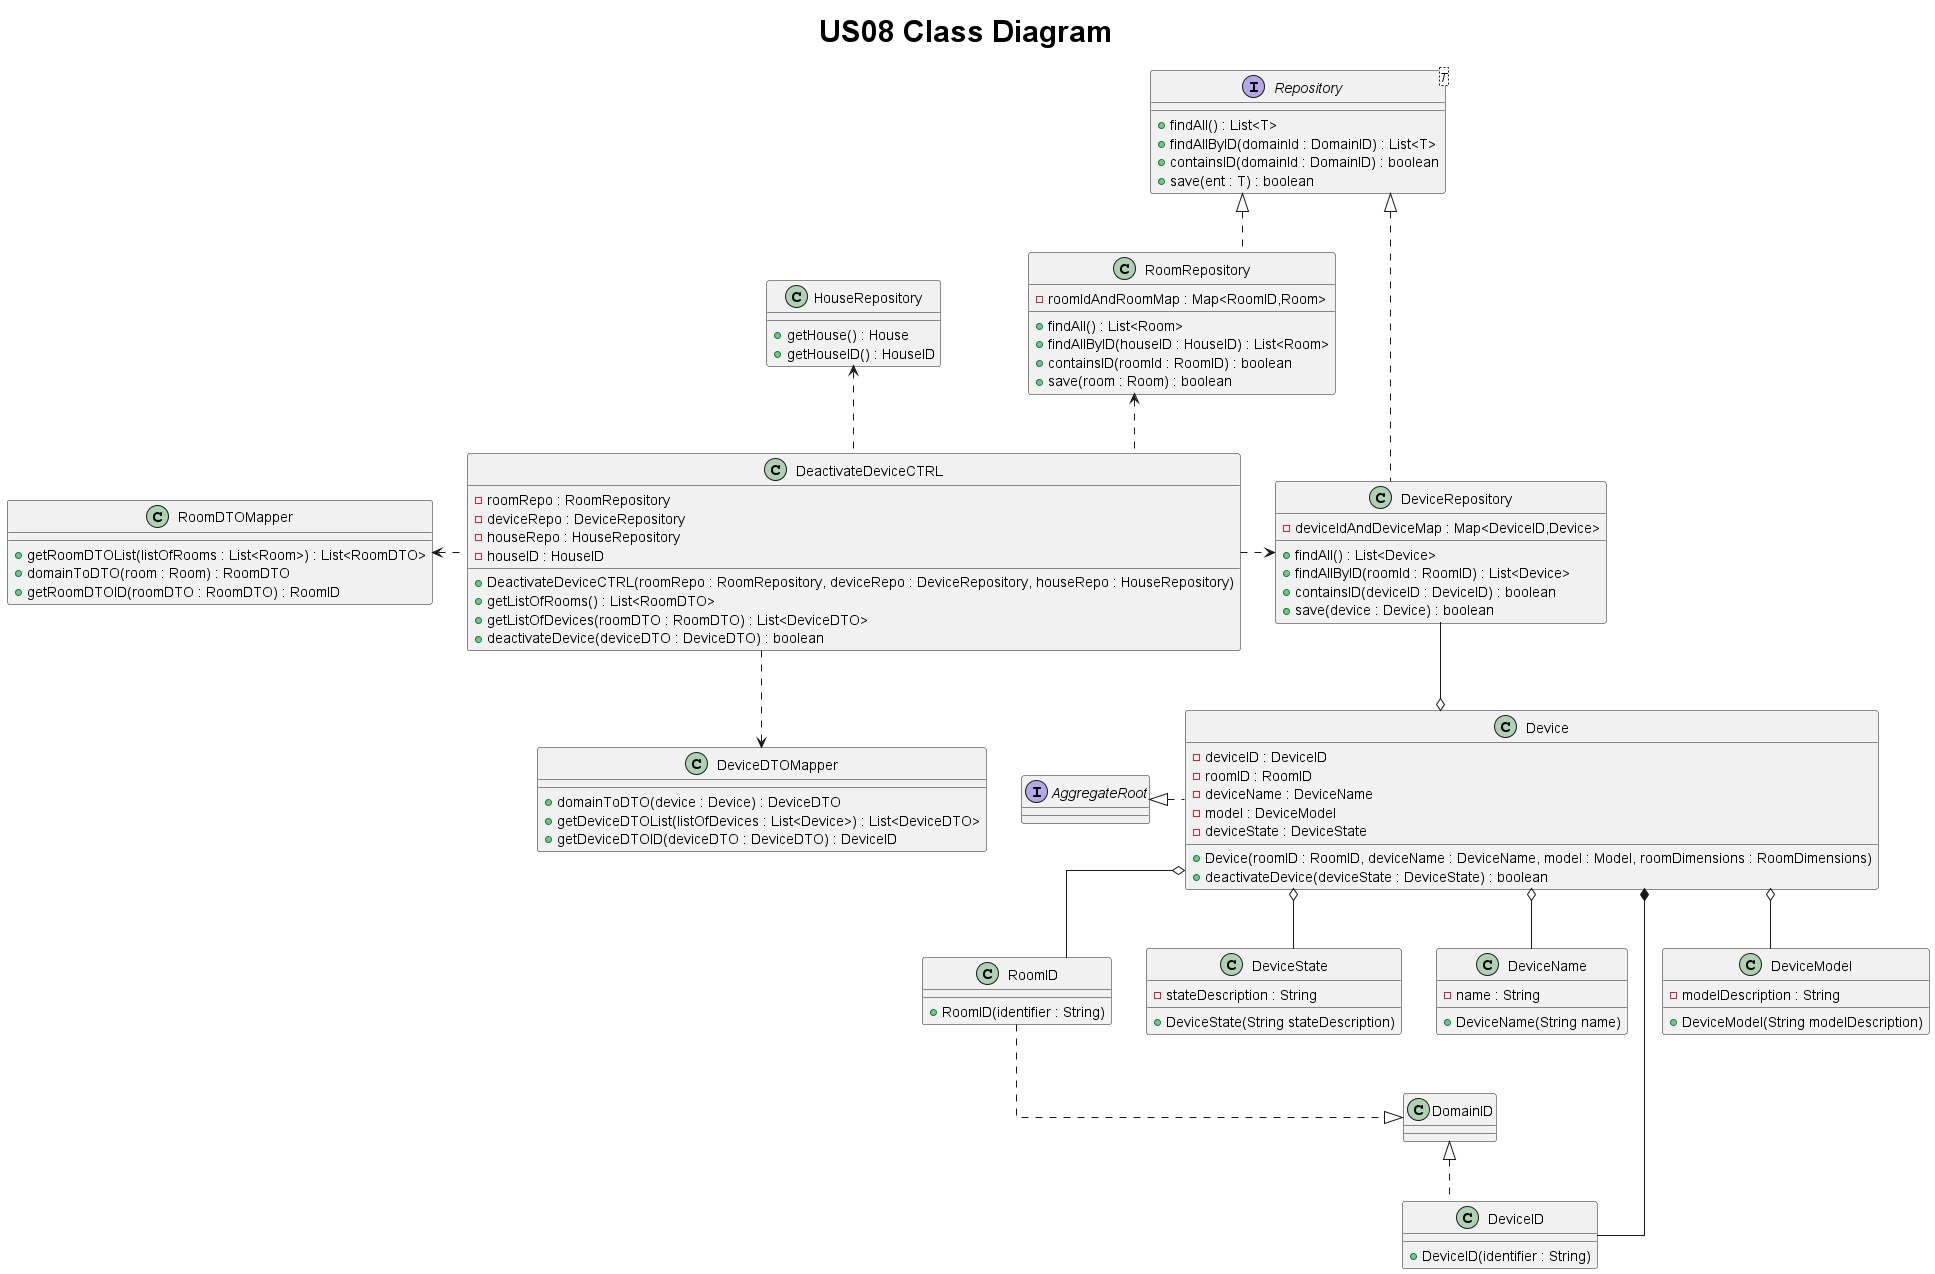 US08 Class Diagram
T
I Repository
findAll() : List<T>
findAllByID(domainId : DomainID) : List<T>
containsID(domainId : DomainID) : boolean
save(ent : T) : boolean
C RoomRepository
roomIdAndRoomMap : Map<RoomID,Room>
findAll() : List<Room>
findAllByID(houseID : HouseID) : List<Room>
containsID(roomId : RoomID) : boolean
save(room : Room) : boolean
C HouseRepository
getHouse() : House
getHouseID() : HouseID
C DeactivateDeviceCTRL
roomRepo : RoomRepository
deviceRepo : DeviceRepository
houseRepo : HouseRepository
houseID : HouseID
DeactivateDeviceCTRL(roomRepo : RoomRepository, deviceRepo : DeviceRepository, houseRepo : HouseRepository)
getListOfRooms() : List<RoomDTO>
getListOfDevices(roomDTO : RoomDTO) : List<DeviceDTO>
deactivateDevice(deviceDTO : DeviceDTO) : boolean
C RoomDTOMapper
getRoomDTOList(listOfRooms : List<Room>) : List<RoomDTO>
domainToDTO(room : Room) : RoomDTO
getRoomDTOID(roomDTO : RoomDTO) : RoomID
C DeviceRepository
deviceIdAndDeviceMap : Map<DeviceID,Device>
findAll() : List<Device>
findAllByID(roomId : RoomID) : List<Device>
containsID(deviceID : DeviceID) : boolean
save(device : Device) : boolean
C DeviceDTOMapper
domainToDTO(device : Device) : DeviceDTO
getDeviceDTOList(listOfDevices : List<Device>) : List<DeviceDTO>
getDeviceDTOID(deviceDTO : DeviceDTO) : DeviceID
I AggregateRoot
C Device
deviceID : DeviceID
roomID : RoomID
deviceName : DeviceName
model : DeviceModel
deviceState : DeviceState
Device(roomID : RoomID, deviceName : DeviceName, model : Model, roomDimensions : RoomDimensions)
deactivateDevice(deviceState : DeviceState) : boolean
C RoomID
RoomID(identifier : String)
C DeviceState
stateDescription : String
DeviceState(String stateDescription)
C DeviceName
name : String
DeviceName(String name)
C DeviceModel
modelDescription : String
DeviceModel(String modelDescription)
C DomainID
C DeviceID
DeviceID(identifier : String)